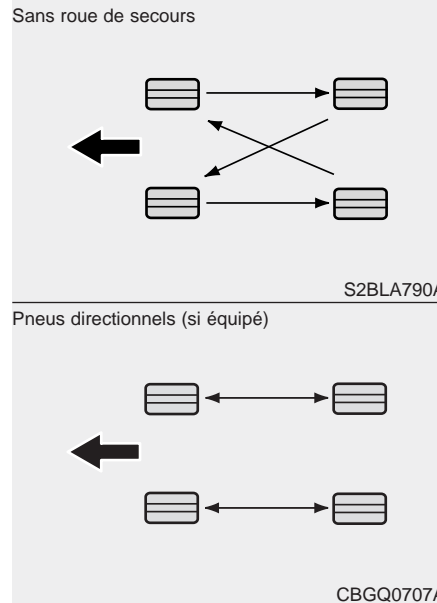 Sans roue de secours
S2BLA790A
Pneus directionnels (si équipé)
CBGQ0707A